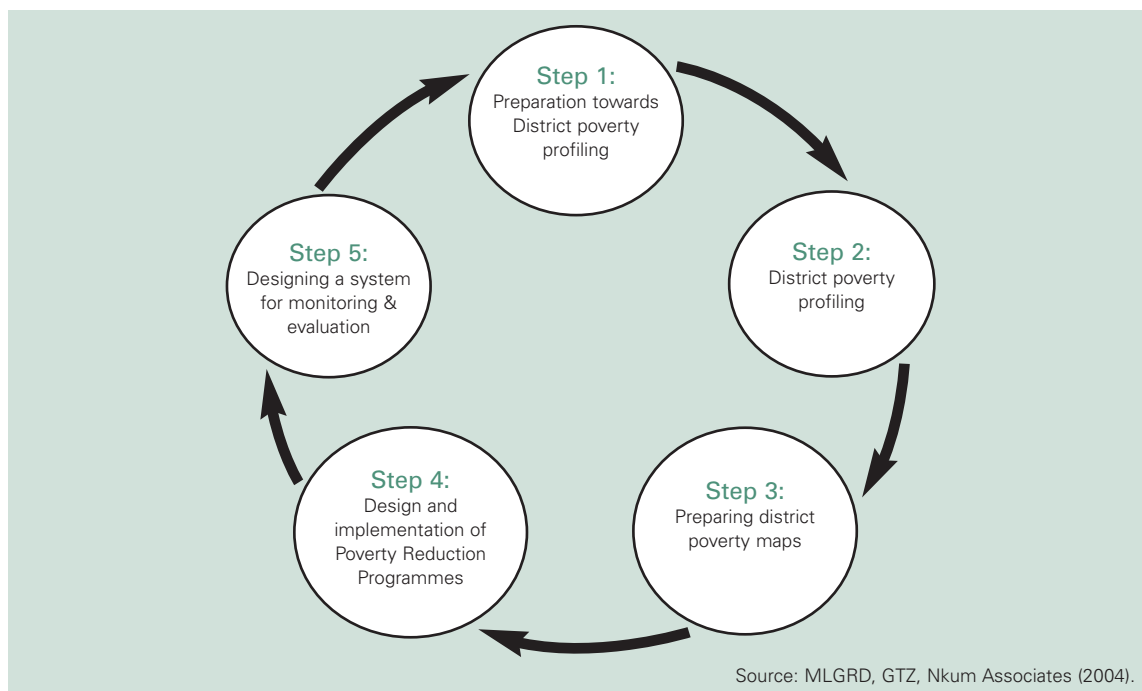 Step 1:
Preparation towards
District poverty
profiling
Step 2:
District poverty
profiling
Step 3:
Preparing district
poverty maps
Step 4:
Design and
implementation of
Poverty Reduction
Programmes
Step 5:
Designing a system
for monitoring &
evaluation
Source: MLGRD, GTZ, Nkum Associates (2004).